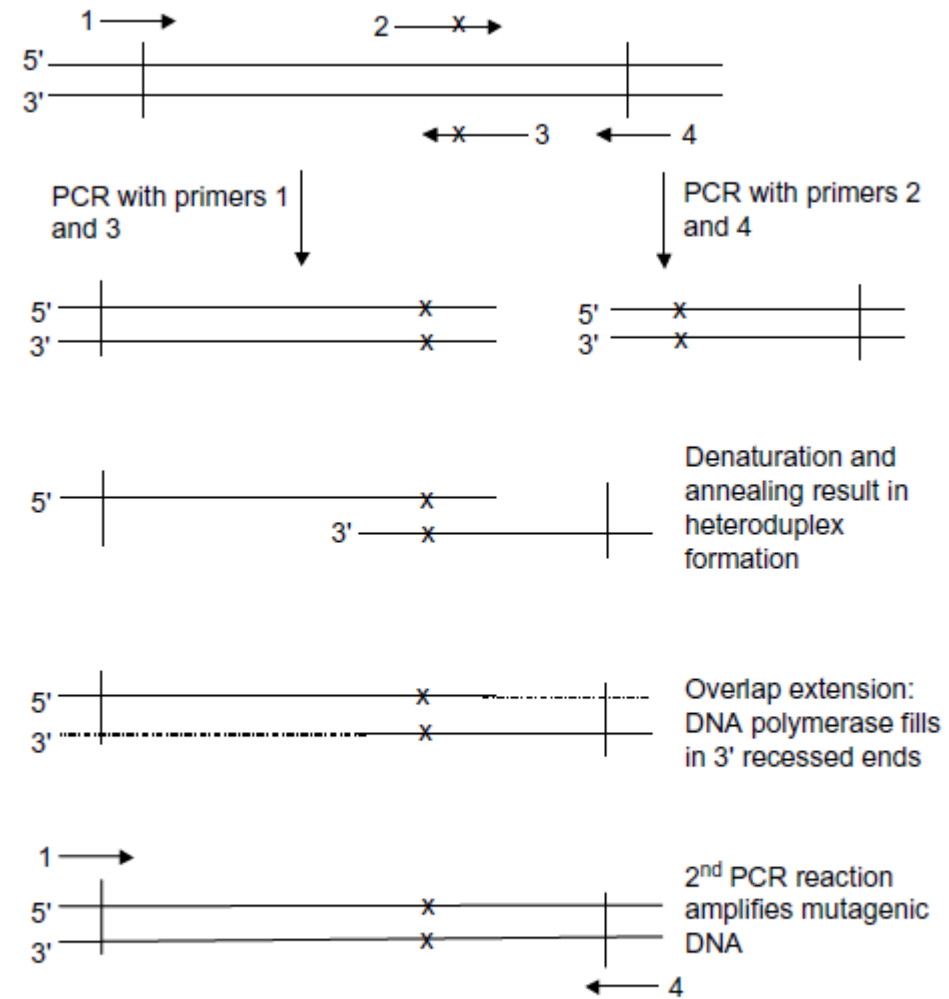 1
2 x
5'
3'
x 3
4
PCR with primers 1
and 3
PCR with primers 2
and 4
5' x
3' x
5' x
3' x
Denaturation and
annealing result in
heteroduplex
formation
5' x
3' x
Overlap extension:
DNA polymerase fills
in 3' recessed ends
5' x
3' x
1
2nd PCR reaction
amplifies mutagenic
DNA
5' x
3' x
4